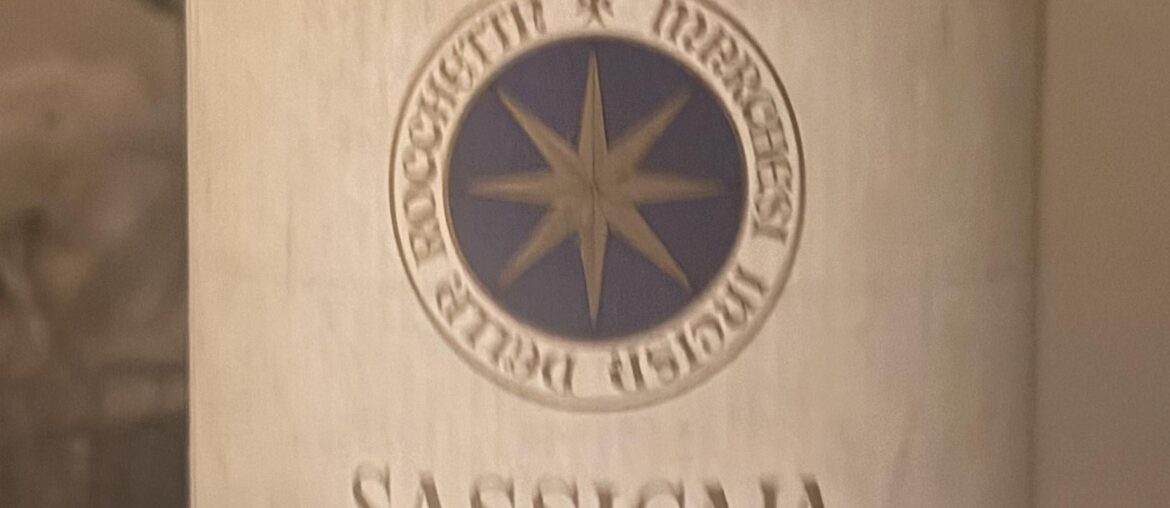 MARCHESI INCISA DELLA ROCCHETTA
SASSICAIA